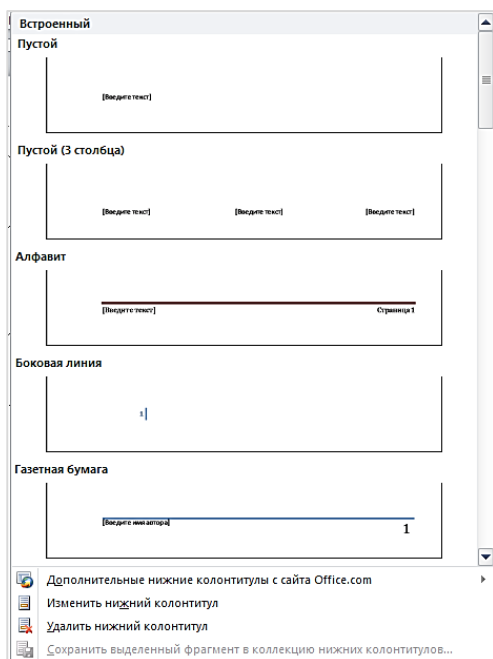 Встроенный
Пустой
[Введите текст]
Пустой (3 столбца)
[Введите текст] [Введите текст] [Введите текст]
Алфавит
[Введите текст] Страница 1
Боковая линия
1
Газетная бумага
[Введите имя автора] 1
Дополнительные нижние колонтитулы с сайта Office.com
Изменить нижний колонтитул
Удалить нижний колонтитул
Сохранить выделенный фрагмент в коллекцию нижних колонтитулов...